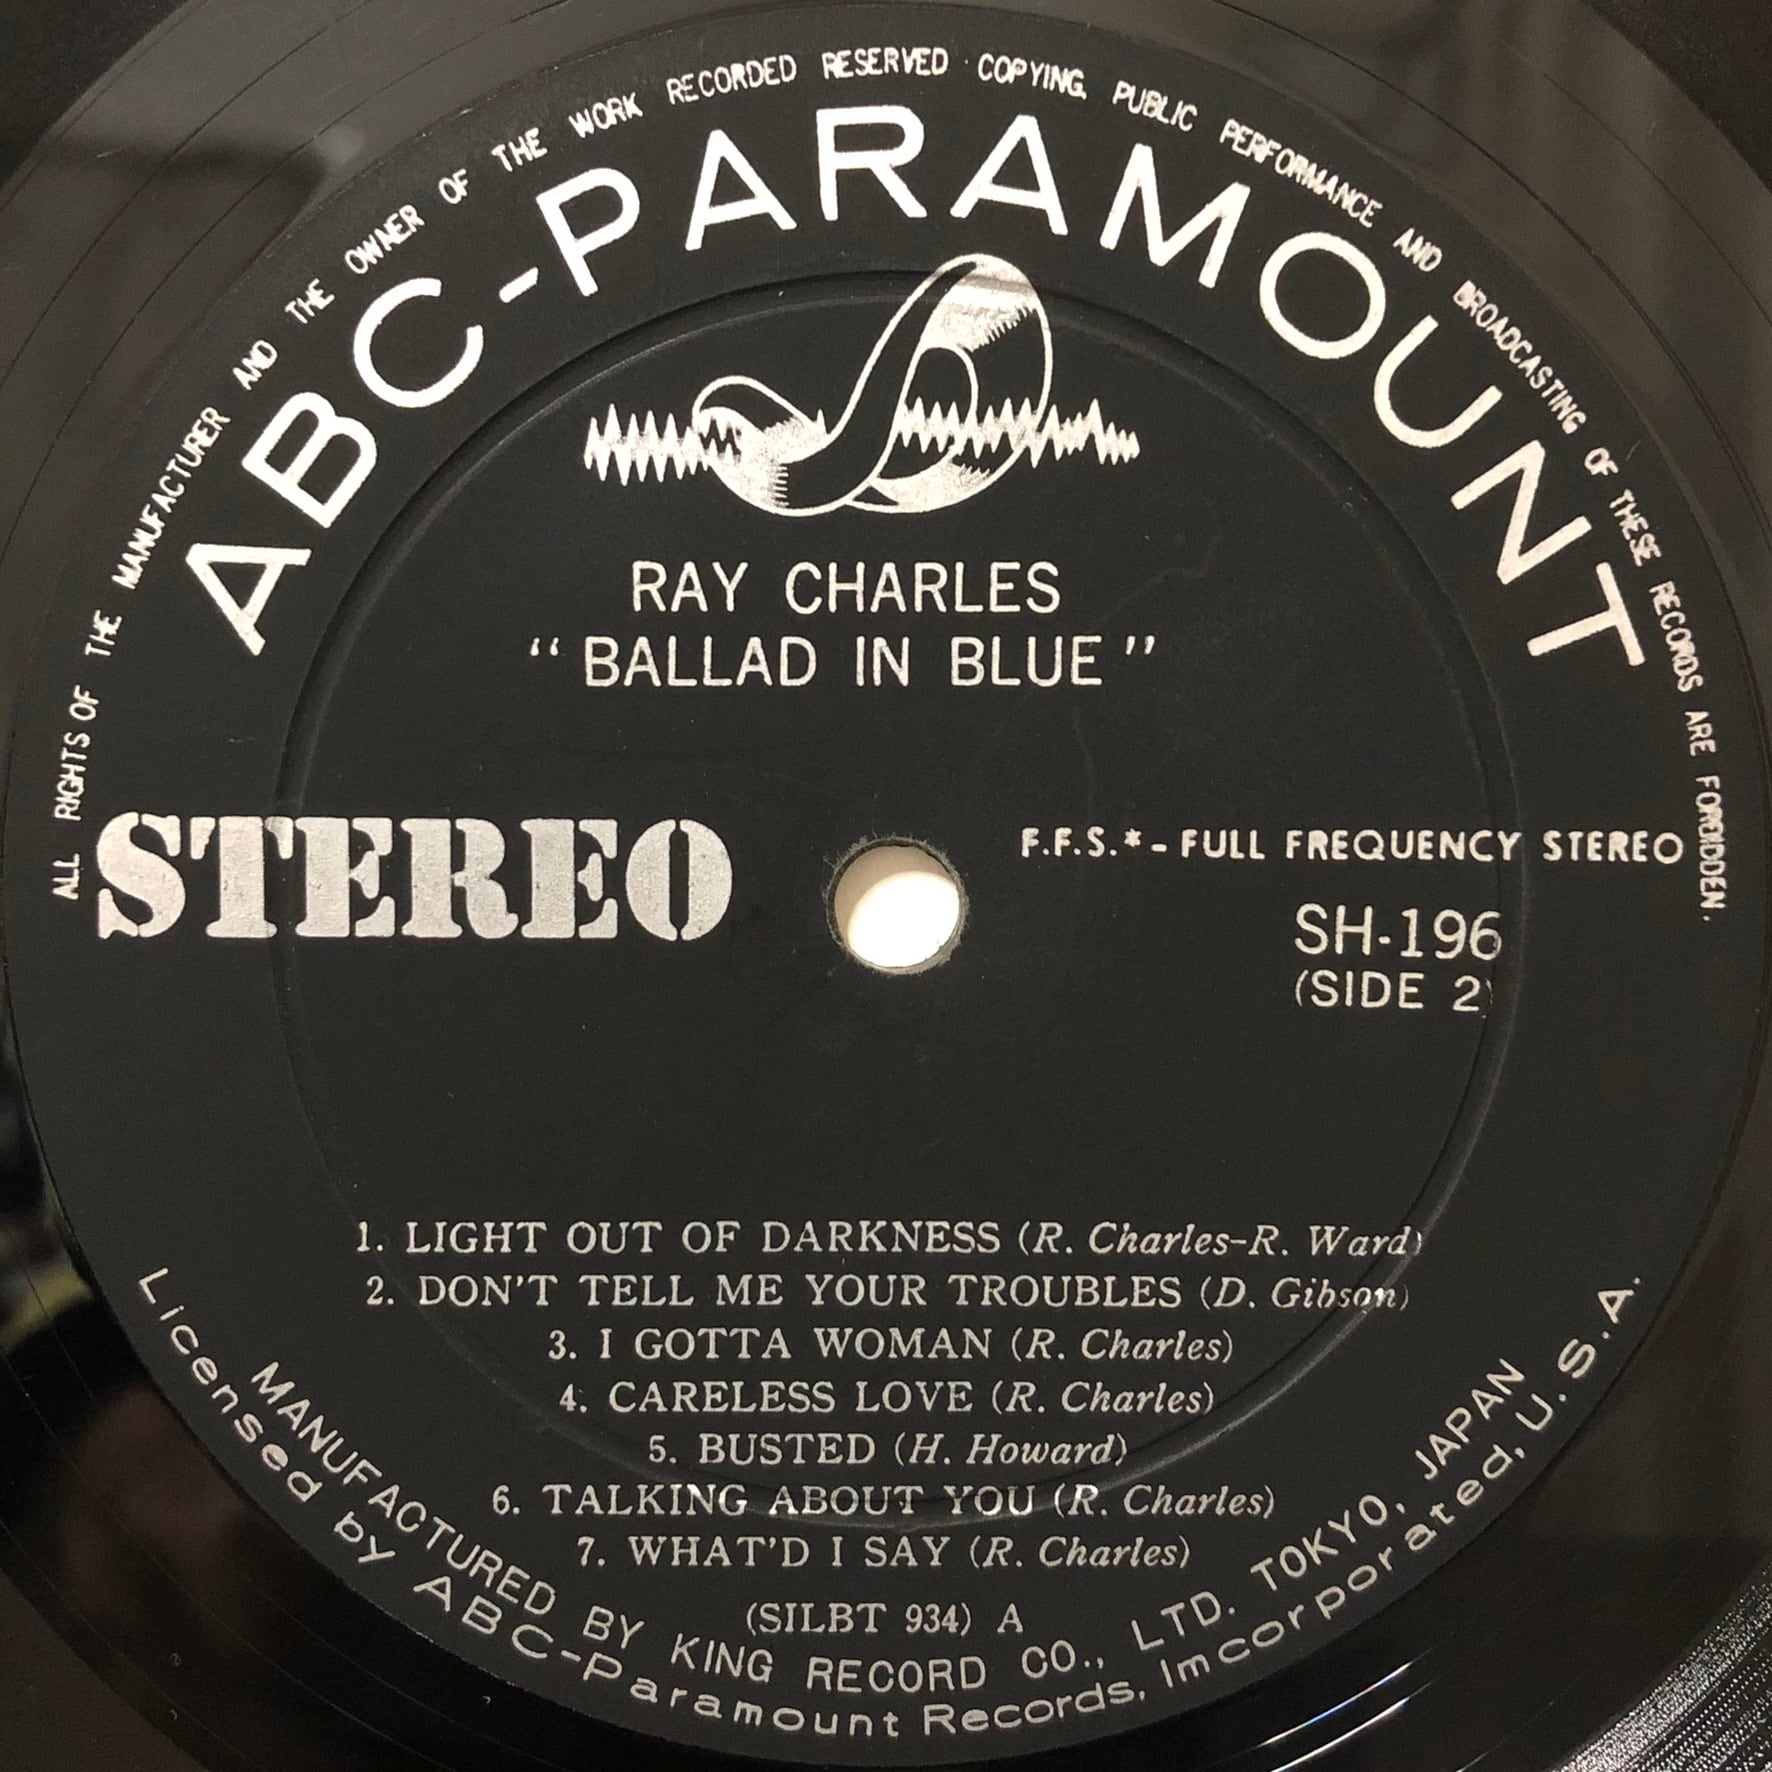 ALL RIGHTS OF THE MANUFACTURER AND THE OWNER OF THE WORK RECORDED RESERVED · COPYING, PUBLIC PERFORMANCE AND BROADCASTING OF THESE RECORDS ARE FORDIDDEN.
ABC-PARAMOUNT
RAY CHARLES
“BALLAD IN BLUE”
STEREO
F.F.S.*-FULL FREQUENCY STEREO
SH-196
(SIDE 2)
1. LIGHT OUT OF DARKNESS (R. Charles-R. Ward)
2. DON'T TELL ME YOUR TROUBLES (D. Gibson)
3. I GOTTA WOMAN (R. Charles)
4. CARELESS LOVE (R. Charles)
5. BUSTED (H. Howard)
6. TALKING ABOUT YOU (R. Charles)
7. WHAT'D I SAY (R. Charles)
(SILBT 934) A
MANUFACTURED BY KING RECORD CO., LTD. TOKYO, JAPAN
Licensed by ABC-Paramount Records, Imcorporated, U.S.A.